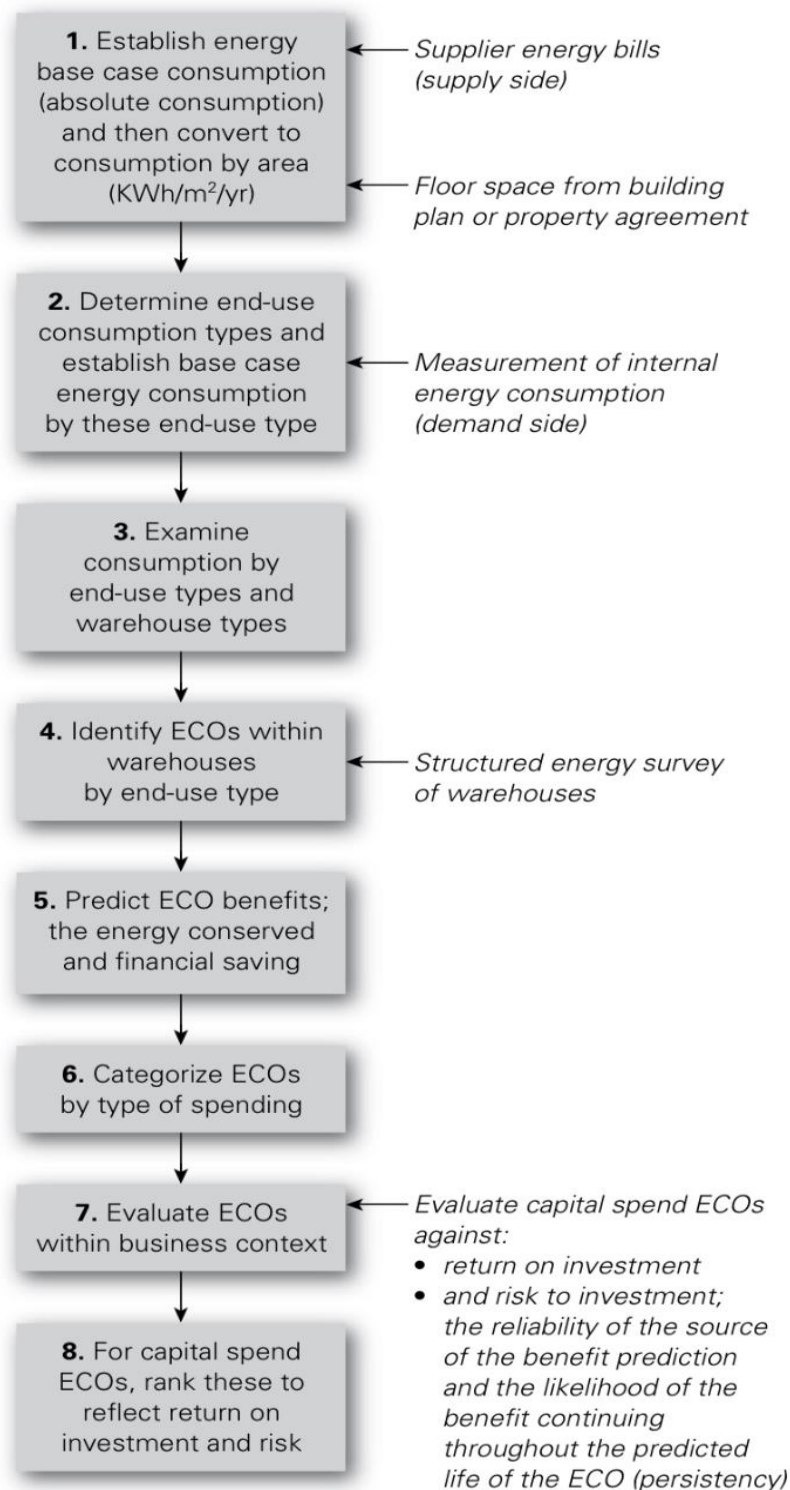 1. Establish energy
base case consumption
(absolute consumption)
and then convert to
consumption by area
(KWh/m²/yr)
Supplier energy bills
(supply side)
Floor space from building
plan or property agreement
2. Determine end-use
consumption types and
establish base case
energy consumption
by these end-use type
Measurement of internal
energy consumption
(demand side)
3. Examine
consumption by
end-use types and
warehouse types
4. Identify ECOs within
warehouses
by end-use type
Structured energy survey
of warehouses
5. Predict ECO benefits;
the energy conserved
and financial saving
6. Categorize ECOs
by type of spending
7. Evaluate ECOs
within business context
Evaluate capital spend ECOs
against:
• return on investment
• and risk to investment;
the reliability of the source
of the benefit prediction
and the likelihood of the
benefit continuing
throughout the predicted
life of the ECO (persistency)
8. For capital spend
ECOs, rank these to
reflect return on
investment and risk